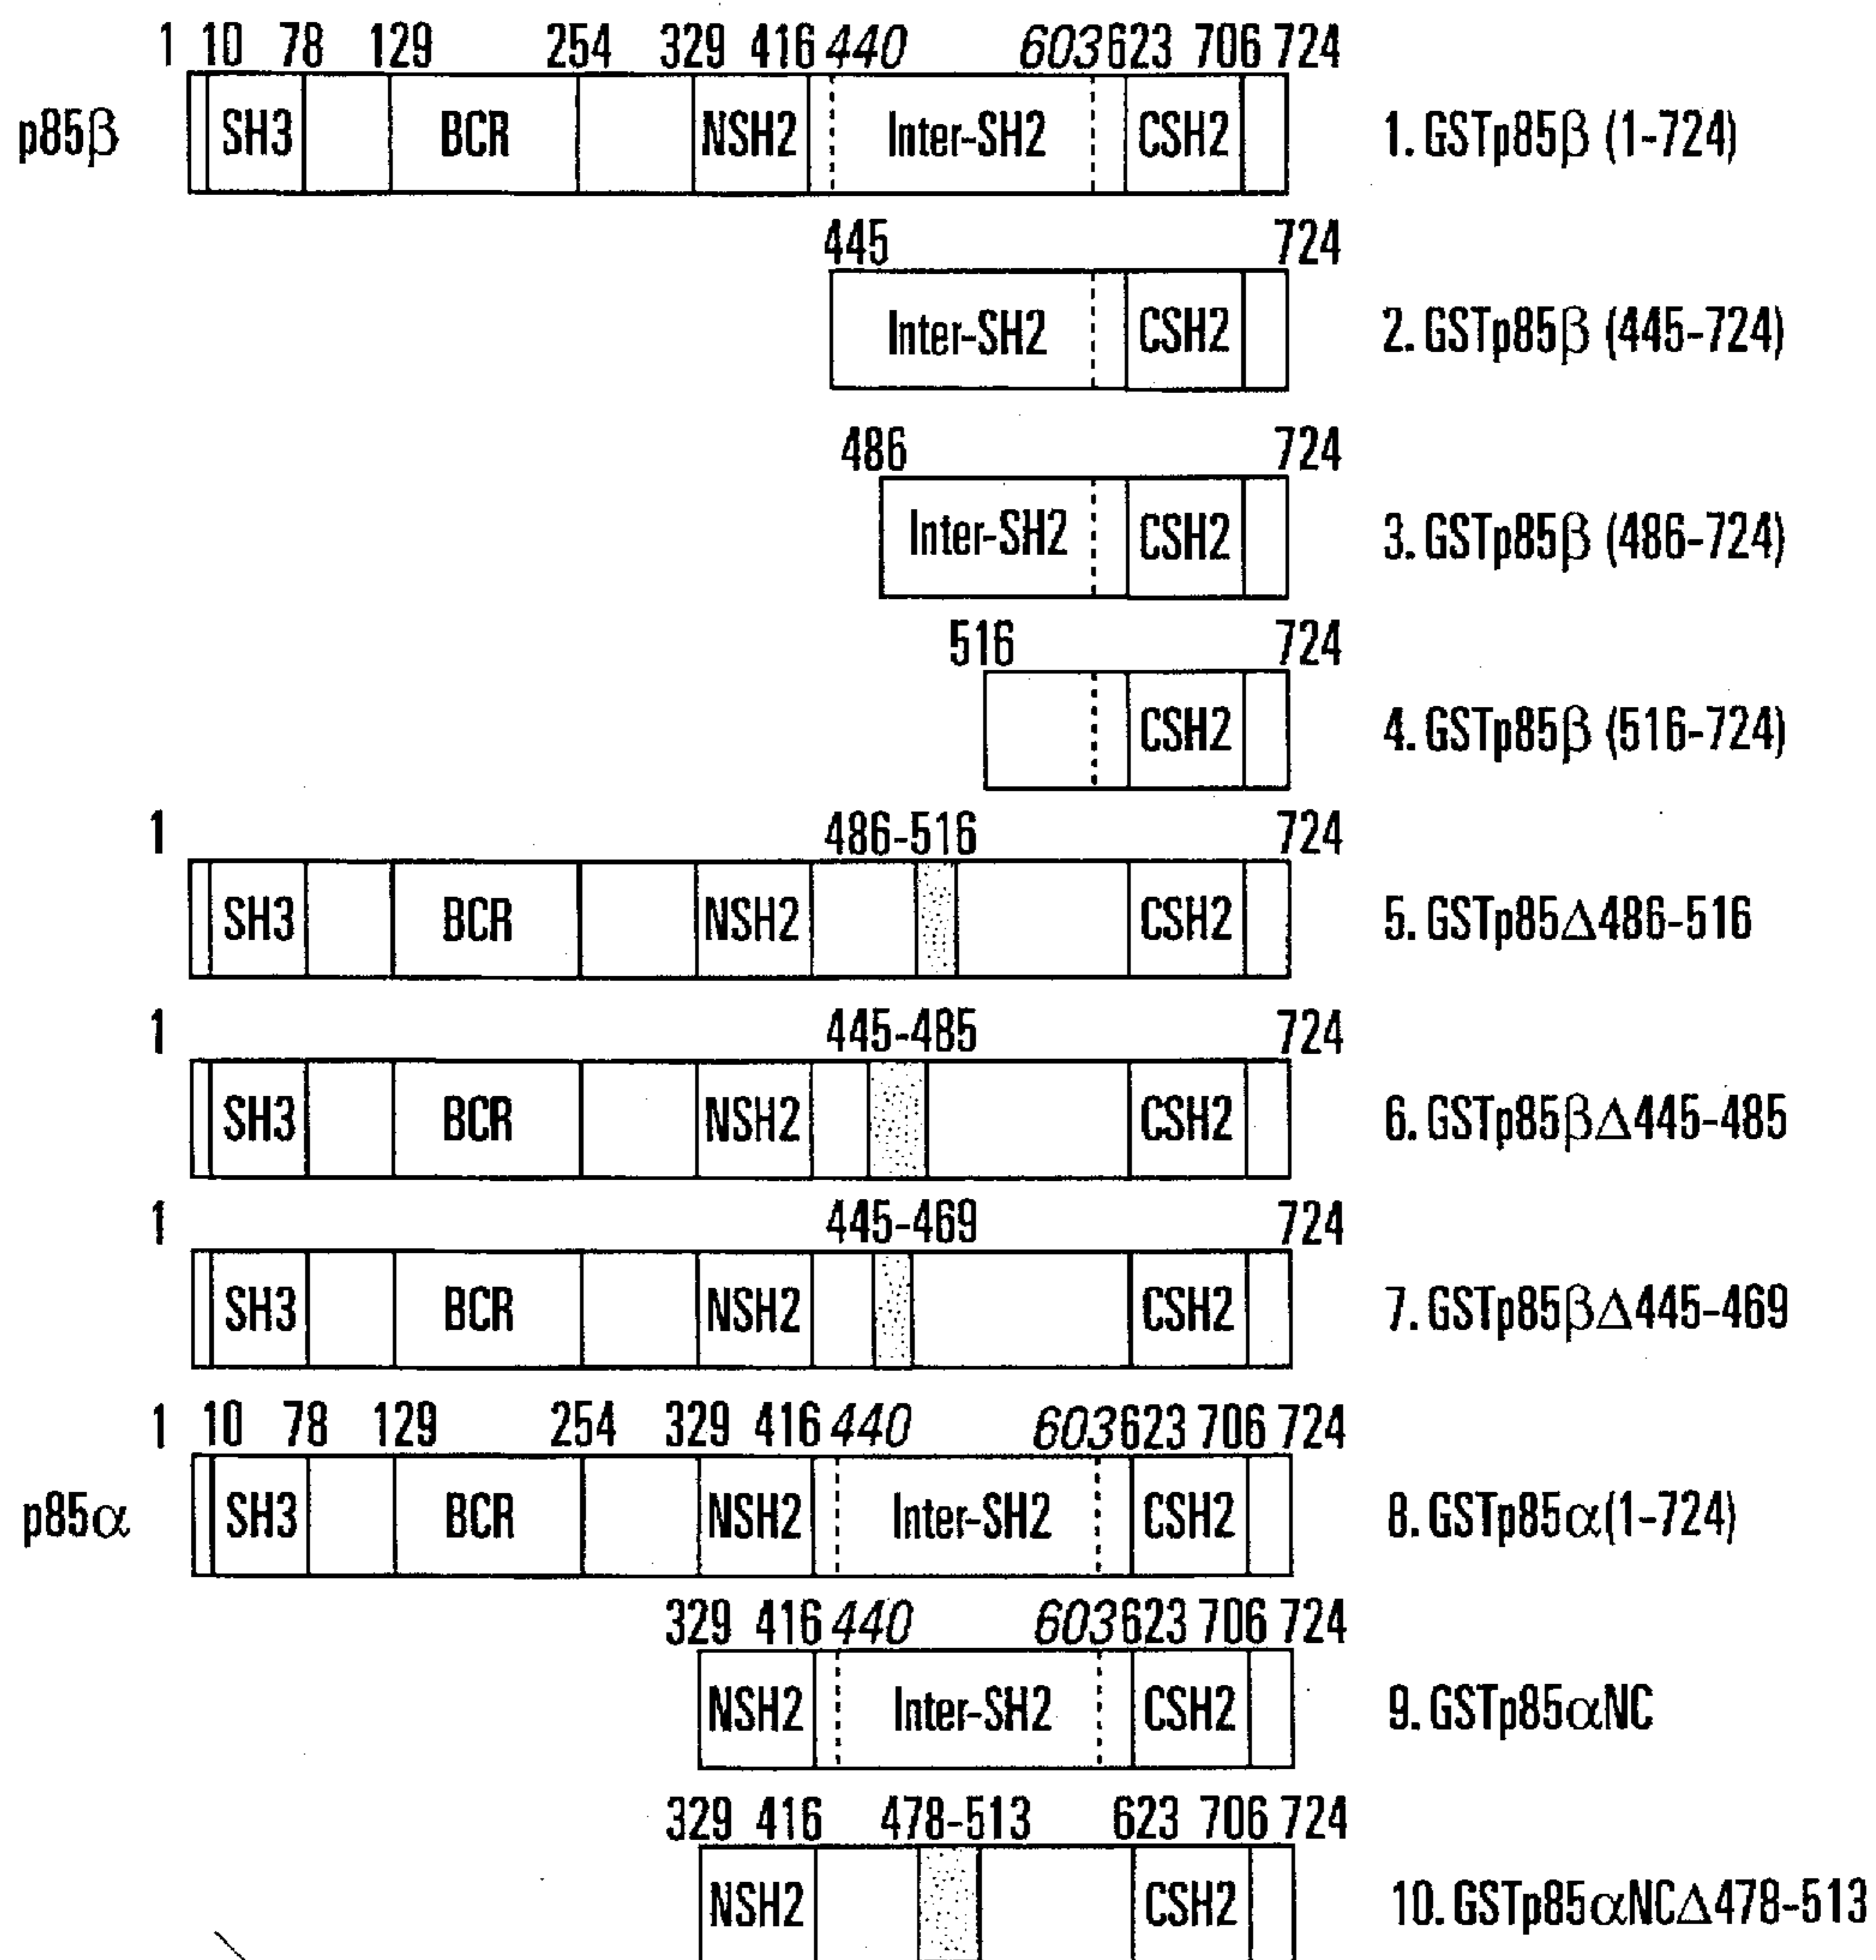 1 10 78 129 254 329 416 440 603 623 706 724
p85β SH3 BCR NSH2 Inter-SH2 CSH2 1. GSTp85β (1-724)
445 724
Inter-SH2 CSH2 2. GSTp85β (445-724)
486 724
Inter-SH2 CSH2 3. GSTp85β (486-724)
516 724
CSH2 4. GSTp85β (516-724)
1 486-516 724
SH3 BCR NSH2 CSH2 5. GSTp85Δ486-516
1 445-485 724
SH3 BCR NSH2 CSH2 6. GSTp85βΔ445-485
1 445-469 724
SH3 BCR NSH2 CSH2 7. GSTp85βΔ445-469
1 10 78 129 254 329 416 440 603 623 706 724
p85α SH3 BCR NSH2 Inter-SH2 CSH2 8. GSTp85α(1-724)
329 416 440 603 623 706 724
NSH2 Inter-SH2 CSH2 9. GSTp85αNC
329 416 478-513 623 706 724
NSH2 CSH2 10. GSTp85αNCΔ478-513